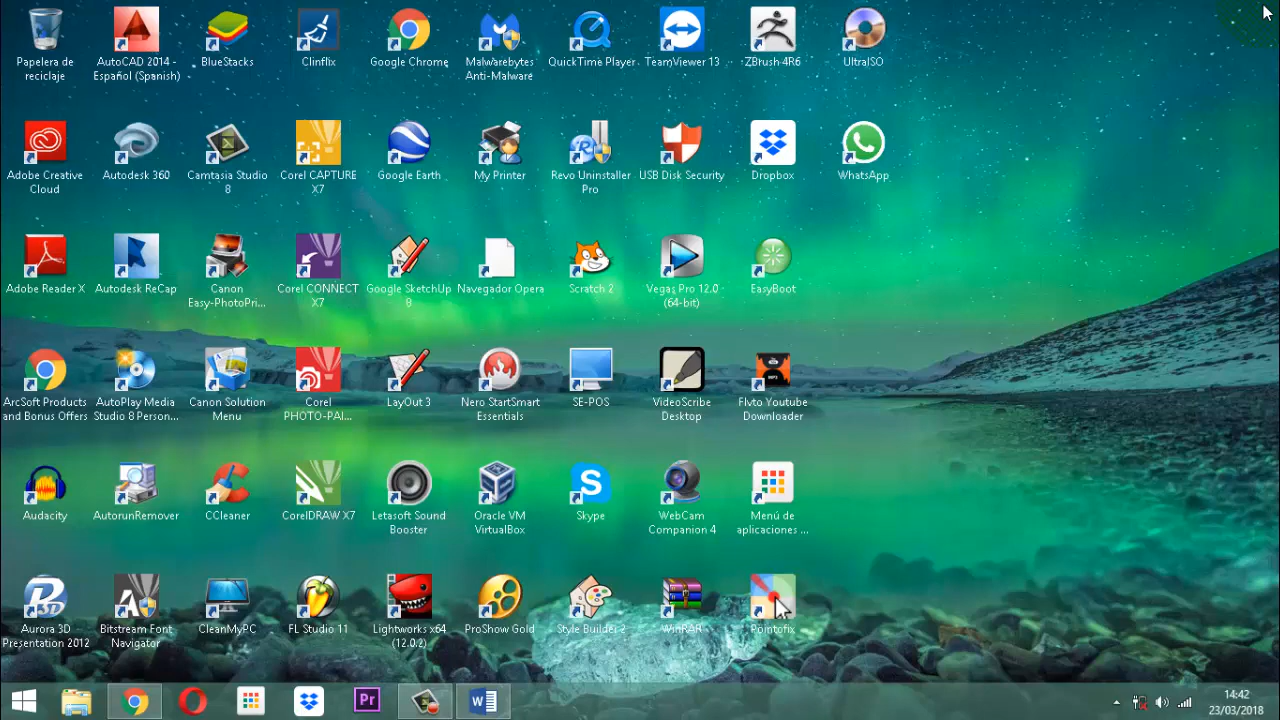 Papelera de
reciclaje
AutoCAD 2014 -
Español (Spanish)
BlueStacks
Clinflix
Google Chrome
Malwarebytes
Anti-Malware
QuickTime Player
TeamViewer 13
ZBrush 4R6
UltraISO
Adobe Creative
Cloud
Autodesk 360
Camtasia Studio
8
Corel CAPTURE
X7
Google Earth
My Printer
Revo Uninstaller
Pro
USB Disk Security
Dropbox
WhatsApp
Adobe Reader X
Autodesk ReCap
Canon
Easy-PhotoPri...
Corel CONNECT
X7
Google SketchUp
8
Navegador Opera
Scratch 2
Vegas Pro 12.0
(64-bit)
EasyBoot
ArcSoft Products
and Bonus Offers
AutoPlay Media
Studio 8 Person...
Canon Solution
Menu
Corel
PHOTO-PAI...
LayOut 3
Nero StartSmart
Essentials
SE-POS
VideoScribe
Desktop
Flvto Youtube
Downloader
Audacity
AutorunRemover
CCleaner
CorelDRAW X7
Letasoft Sound
Booster
Oracle VM
VirtualBox
Skype
WebCam
Companion 4
Menú de
aplicaciones ...
Aurora 3D
Presentation 2012
Bitstream Font
Navigator
CleanMyPC
FL Studio 11
Lightworks x64
(12.0.2)
ProShow Gold
Style Builder 2
WinRAR
Pointofix
Pr
14:42
23/03/2018